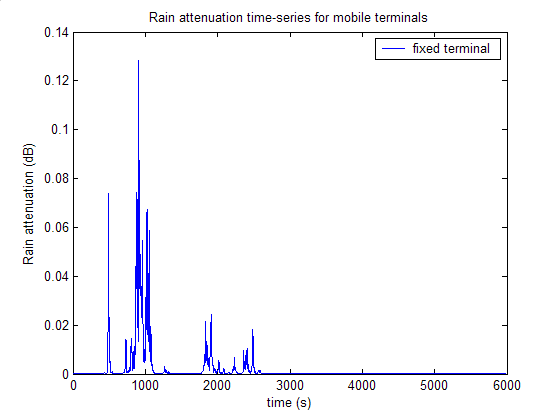 Rain attenuation time-series for mobile terminals
fixed terminal
Rain attenuation (dB)
0.14
0.12
0.1
0.08
0.06
0.04
0.02
0
0 1000 2000 3000 4000 5000 6000
time (s)